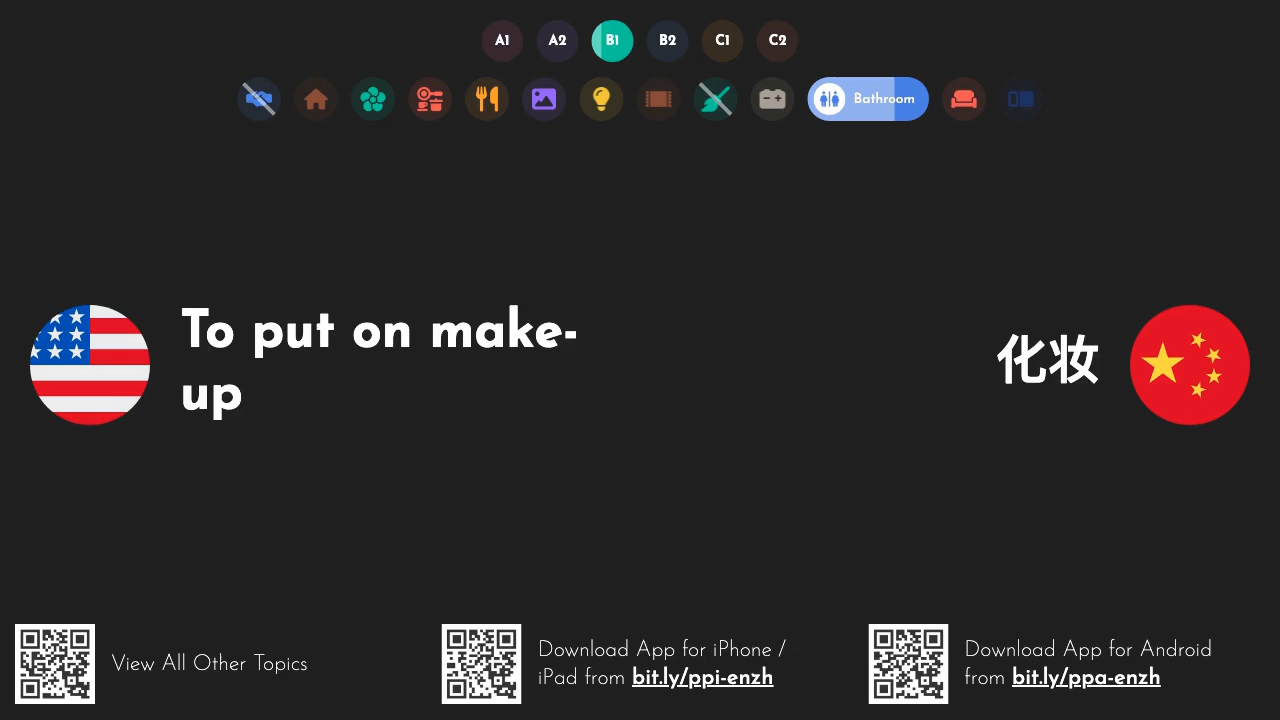 A1 A2 B1 B2 C1 C2
Bathroom
To put on make-
up
化妆
View All Other Topics
Download App for iPhone /
iPad from bit.ly/ppi-enzh
Download App for Android
from bit.ly/ppa-enzh